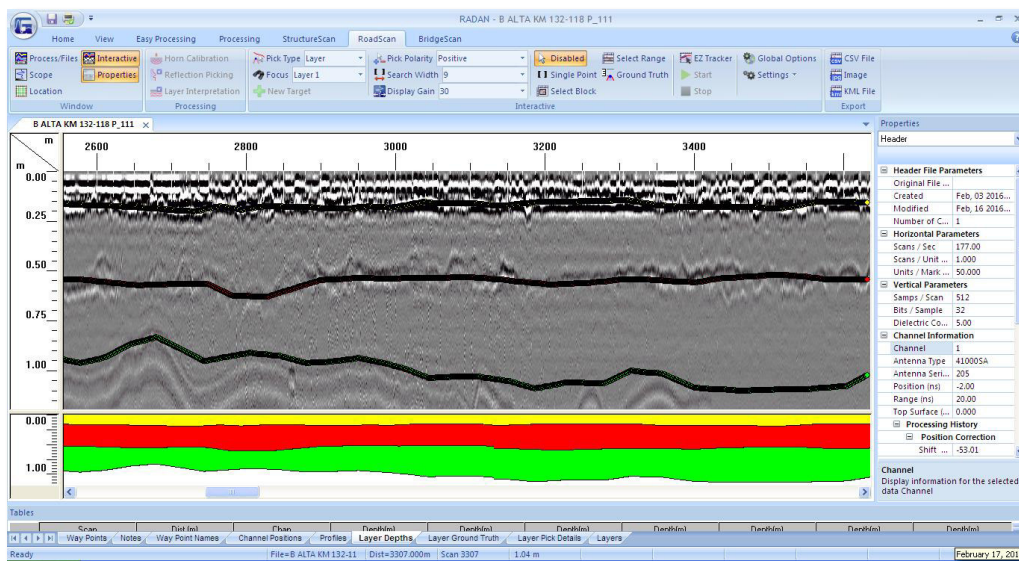 RADAN - B ALTA KM 132-118 P_111
Home View Easy Processing Processing StructureScan RoadScan BridgeScan
Process/Files Interactive Horn Calibration Pick Type Layer Pick Polarity Positive Disabled Select Range EZ Tracker Global Options CSV File
Scope Properties Reflection Picking Focus Layer 1 Search Width 9 Single Point Ground Truth Start Settings Image
Location Layer Interpretation New Target Display Gain 30 Select Block Stop KML File
Window Processing Interactive Export
B ALTA KM 132-118 P_111
Properties
m 2600 2800 3000 3200 3400
Header
m
0.00
0.25
0.50
0.75
1.00
0.00
1.00
Header File Parameters
Original File ...
Created Feb, 03 2016...
Modified Feb, 16 2016...
Number of C... 1
Horizontal Parameters
Scans / Sec 177.00
Scans / Unit ... 1.000
Units / Mark ... 50.000
Vertical Parameters
Samps / Scan 512
Bits / Sample 32
Dielectric Co... 5.00
Channel Information
Channel 1
Antenna Type 41000SA
Antenna Seri... 205
Position (ns) -2.00
Range (ns) 20.00
Top Surface (... 0.000
Processing History
Position Correction
Shift ... -53.01
Channel
Display information for the selected data Channel
Tables
Scan Dist(m) Chan Depth(m) Depth(m) Depth(m) Depth(m) Depth(m) Depth(m)
Way Points Notes Way Point Names Channel Positions Profiles Layer Depths Layer Ground Truth Layer Pick Details Layers
Ready File=B ALTA KM 132-11 Dist=3307.000m Scan 3307 1.04 m February 17, 201